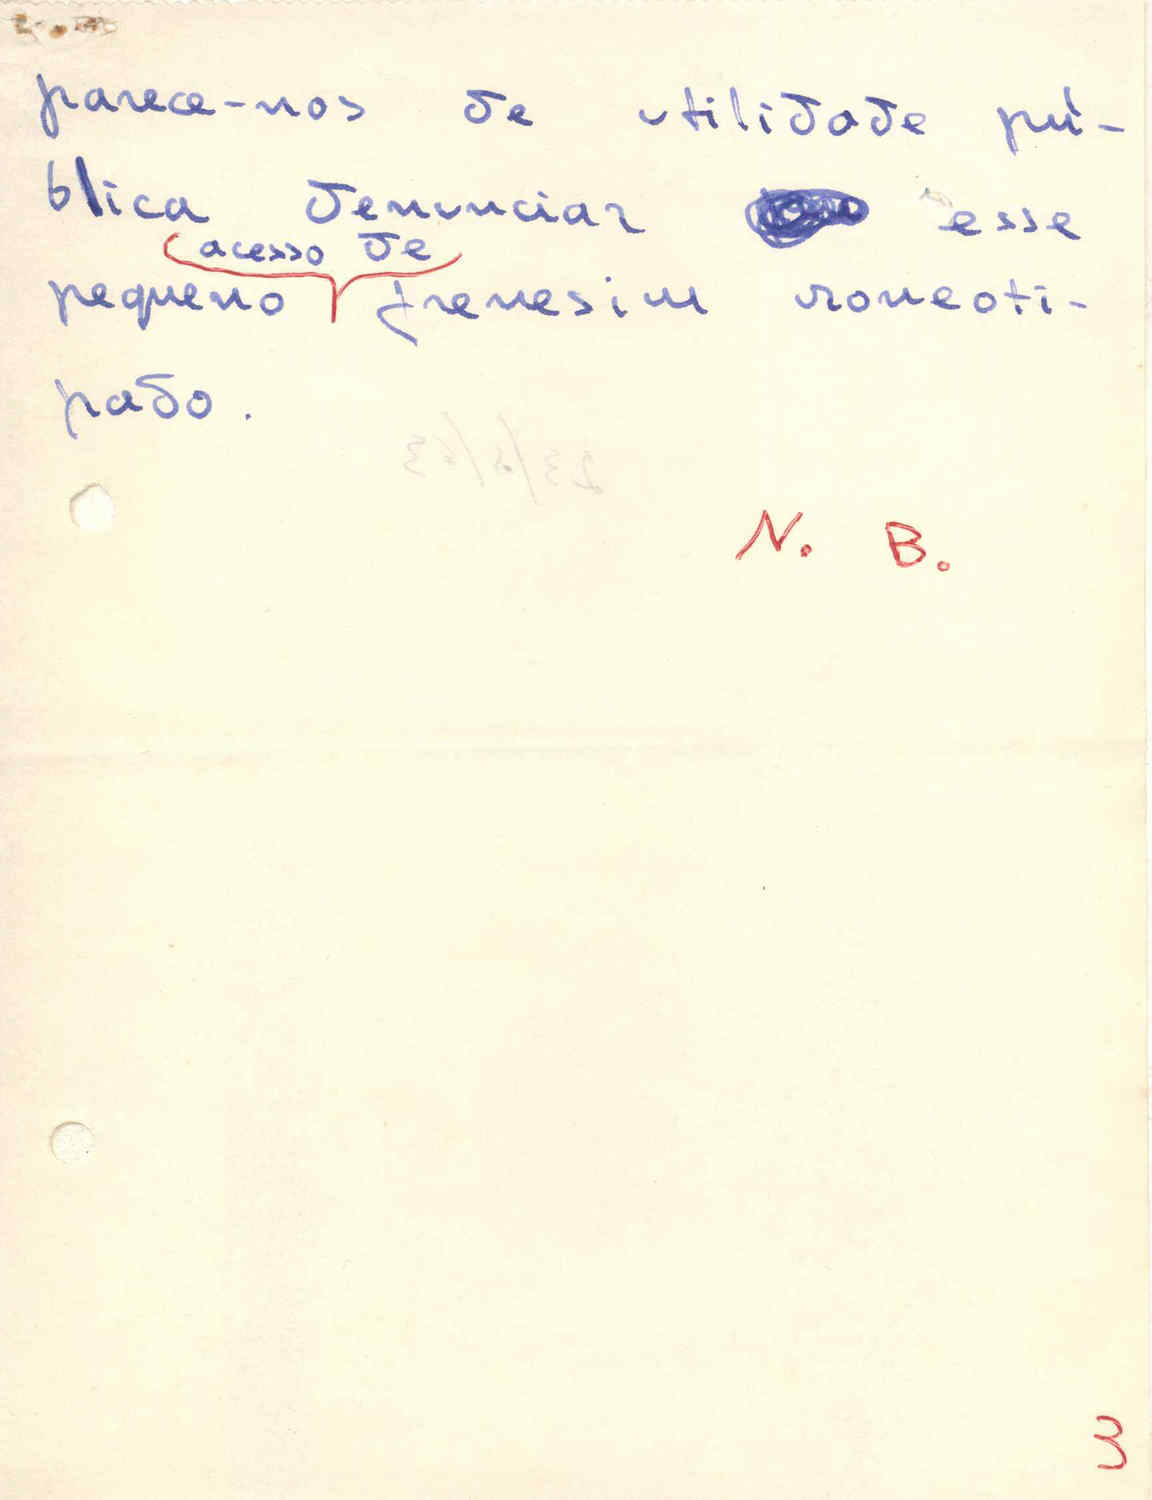 parece-nos de utilidade pú-
blica denunciar esse
acesso de
pequeno frenesim roneoti-
pado.
N. B.
3